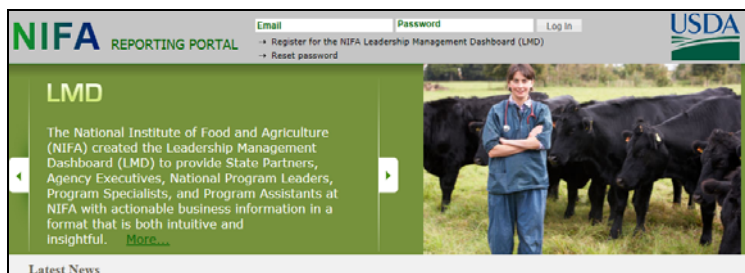 NIFA REPORTING PORTAL
Email
Password
Log In
→ Register for the NIFA Leadership Management Dashboard (LMD)
→ Reset password
USDA
LMD
The National Institute of Food and Agriculture
(NIFA) created the Leadership Management
Dashboard (LMD) to provide State Partners,
Agency Executives, National Program Leaders,
Program Specialists, and Program Assistants at
NIFA with actionable business information in a
format that is both intuitive and
insightful. More...
Latest News